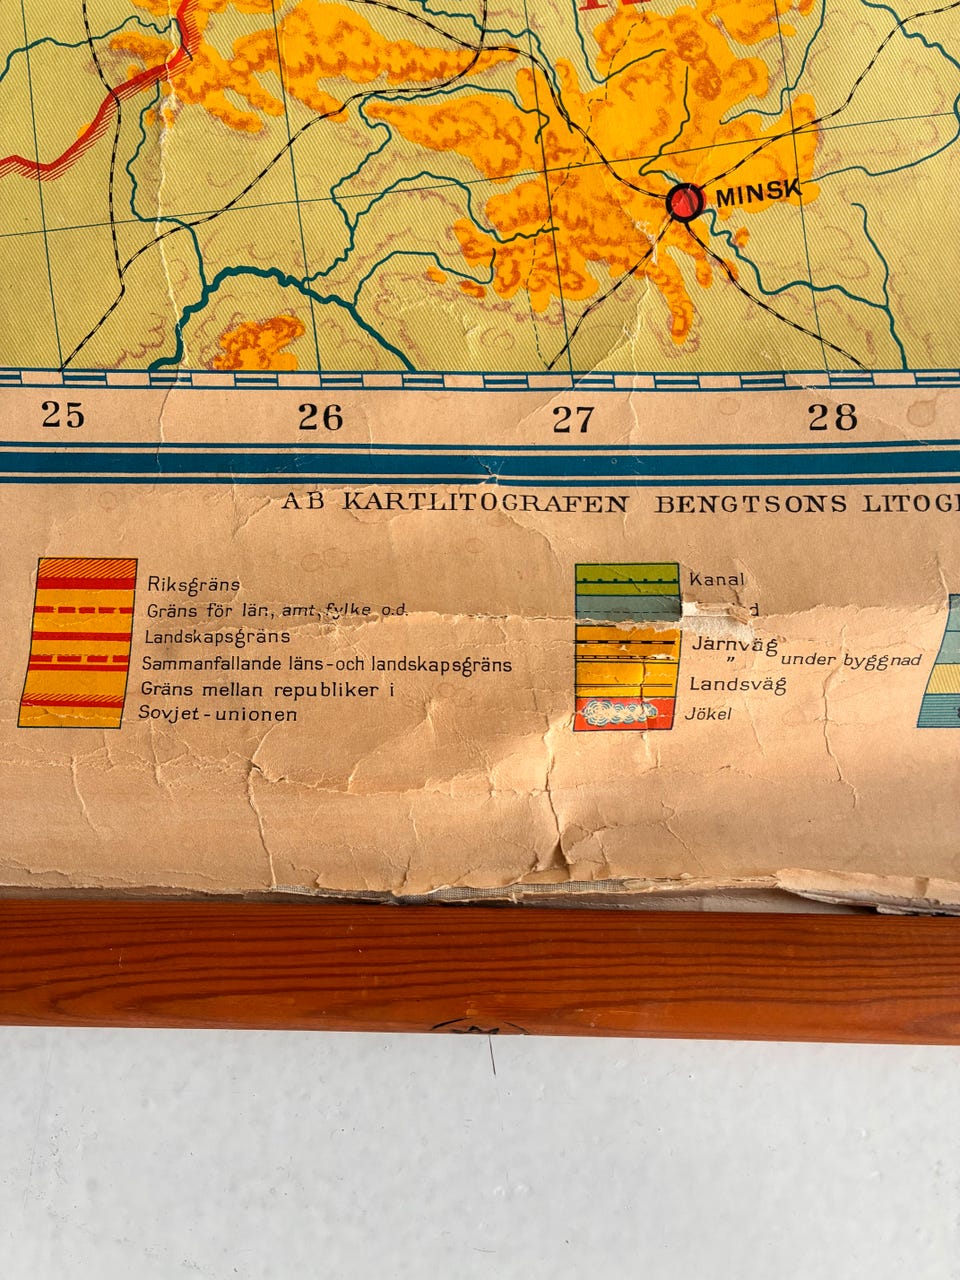 MINSK
25 26 27 28
AB KARTLITOGRAFEN BENGTSONS
Riksgräns
Gräns för län, amt, fylke o.d.
Landskapsgräns
Sammanfallande läns- och landskapsgräns
Gräns mellan republiker i
Sovjet-unionen
Kanal
Järnväg
" under byggnad
Landsväg
Jökel